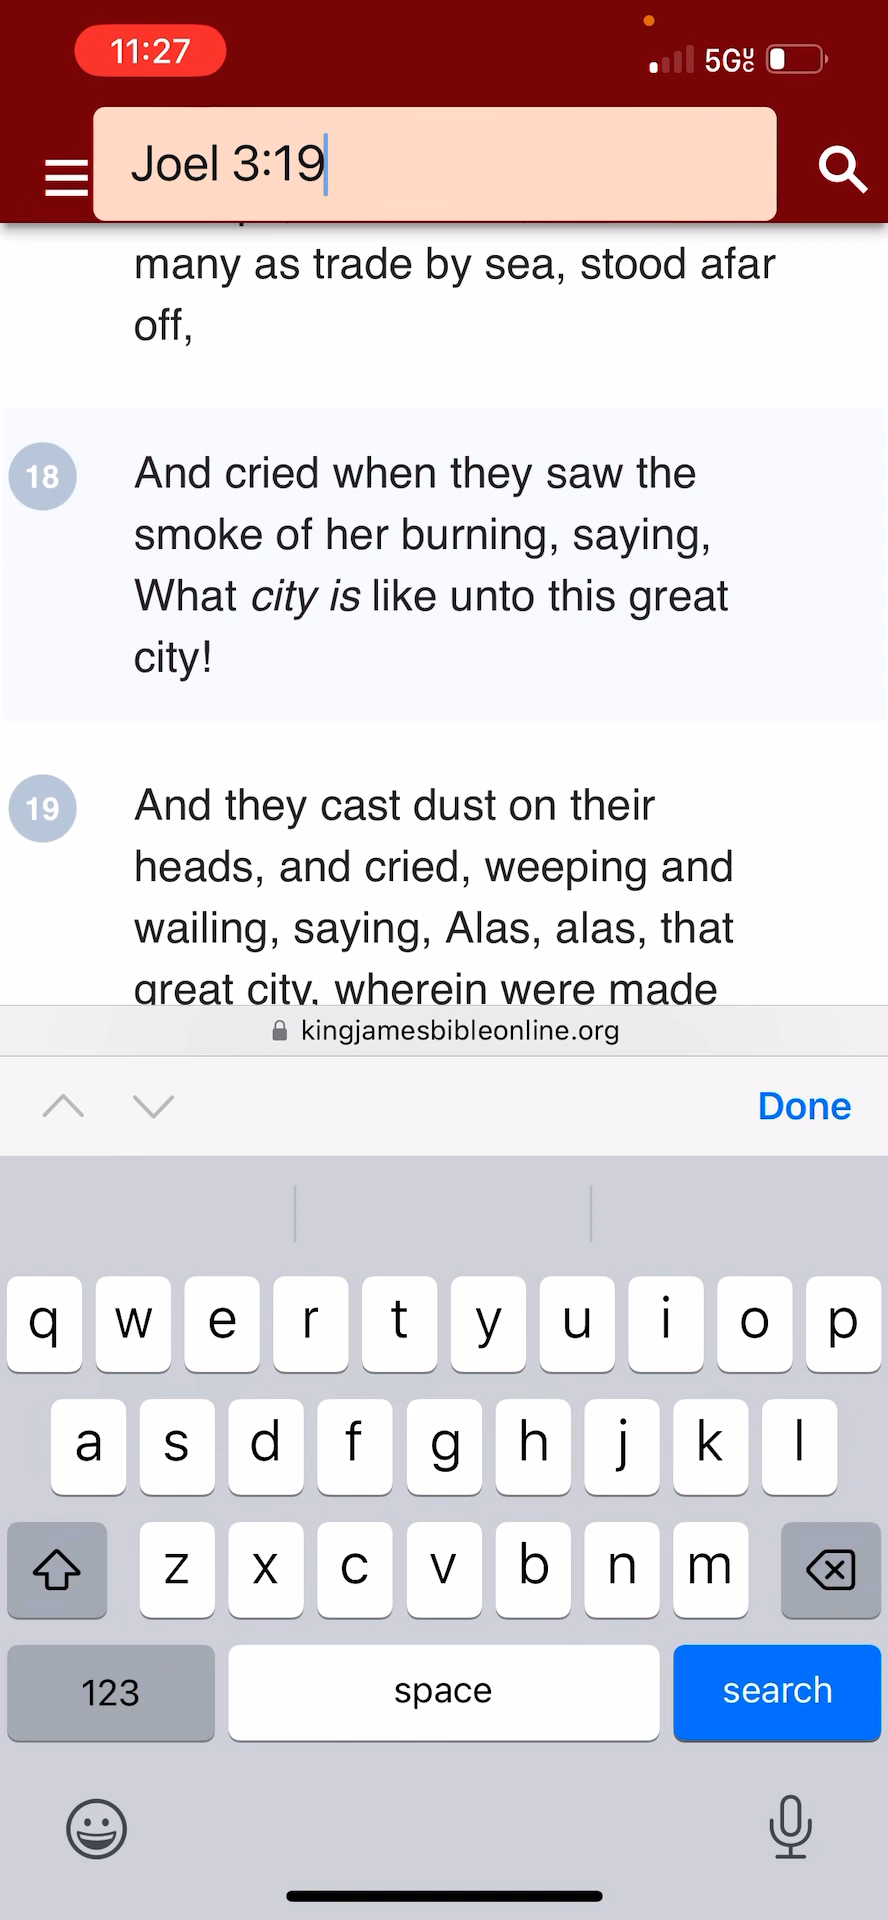 11:27
5G UC
Joel 3:19
many as trade by sea, stood afar
off,
18 And cried when they saw the
smoke of her burning, saying,
What city is like unto this great
city!
19 And they cast dust on their
heads, and cried, weeping and
wailing, saying, Alas, alas, that
great city, wherein were made
kingjamesbibleonline.org
Done
q w e r t y u i o p
a s d f g h j k l
z x c v b n m
123 space search